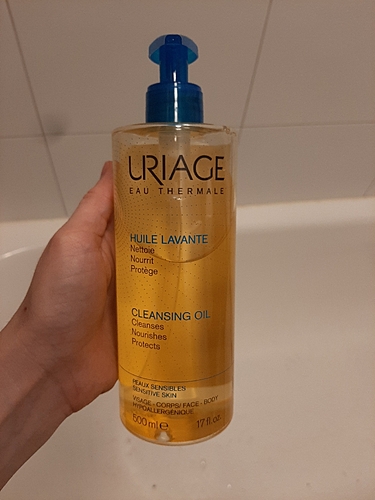 URIAGE
EAU THERMALE
HUILE LAVANTE
Nettoie
Nourrit
Protège
CLEANSING OIL
Cleanses
Nourishes
Protects
PEAUX SENSIBLES
SENSITIVE SKIN
VISAGE - CORPS/ FACE - BODY
HYPOALLERGÉNIQUE
500 ml e 17 fl.oz